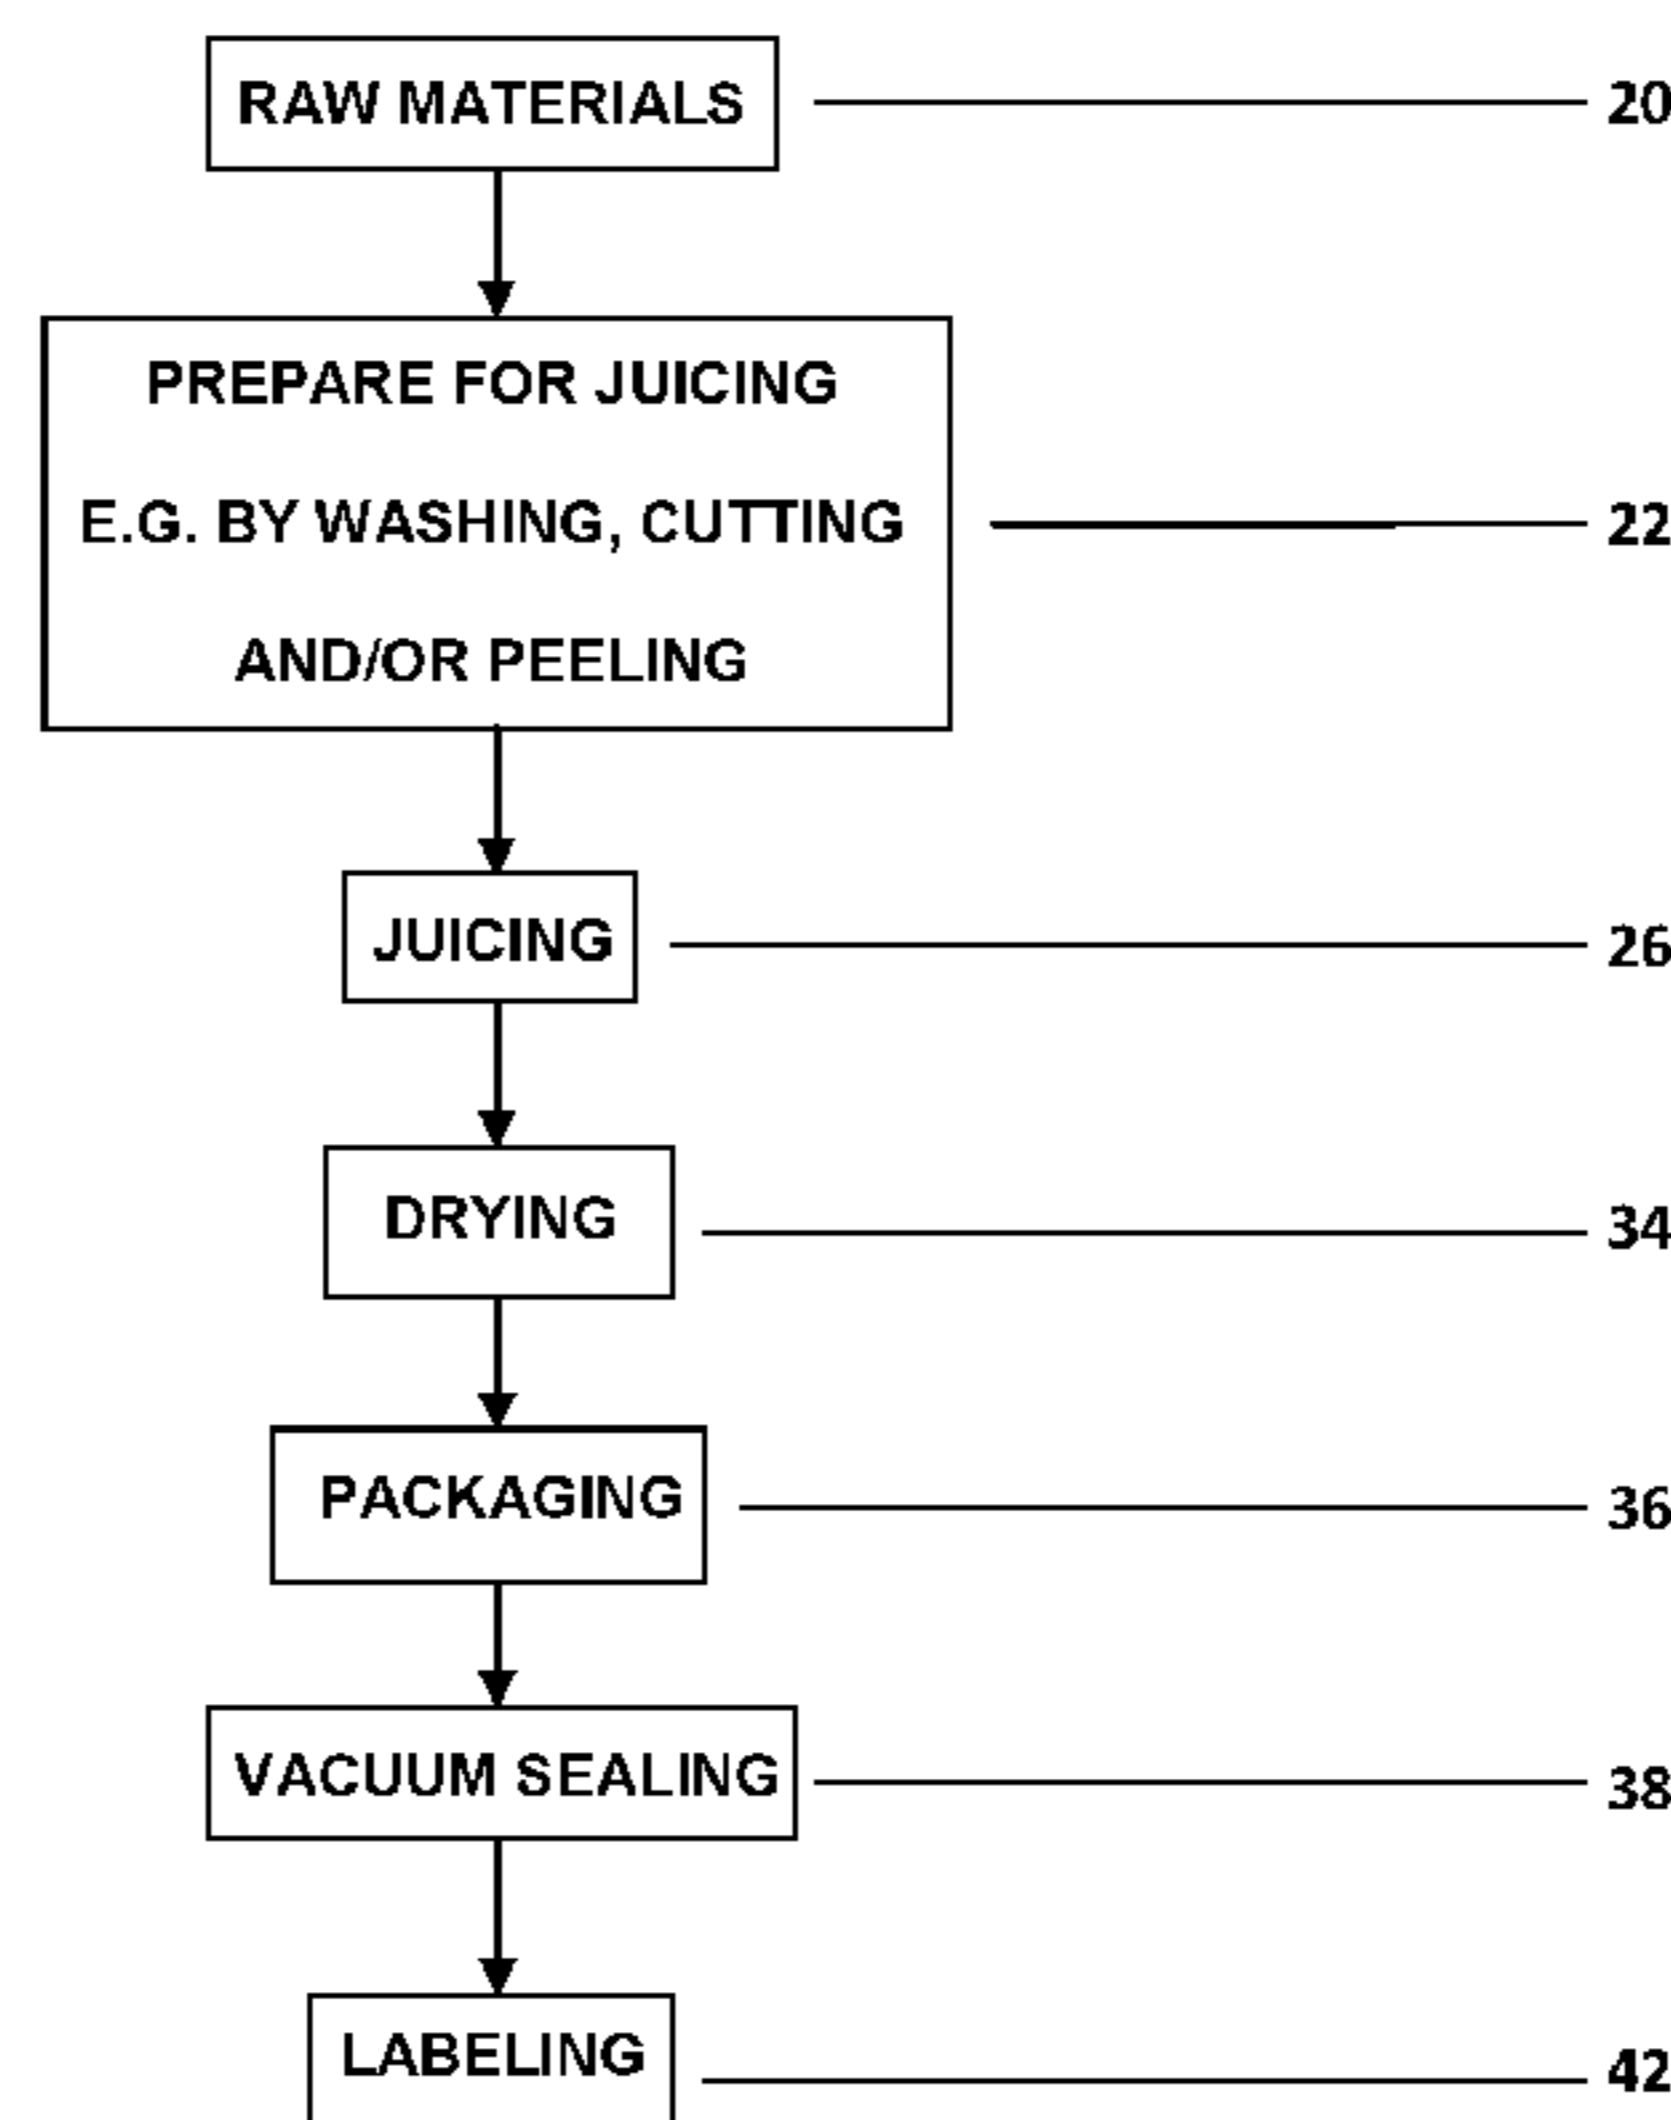 RAW MATERIALS 20
PREPARE FOR JUICING
E.G. BY WASHING, CUTTING 22
AND/OR PEELING
JUICING 26
DRYING 34
PACKAGING 36
VACUUM SEALING 38
LABELING 42